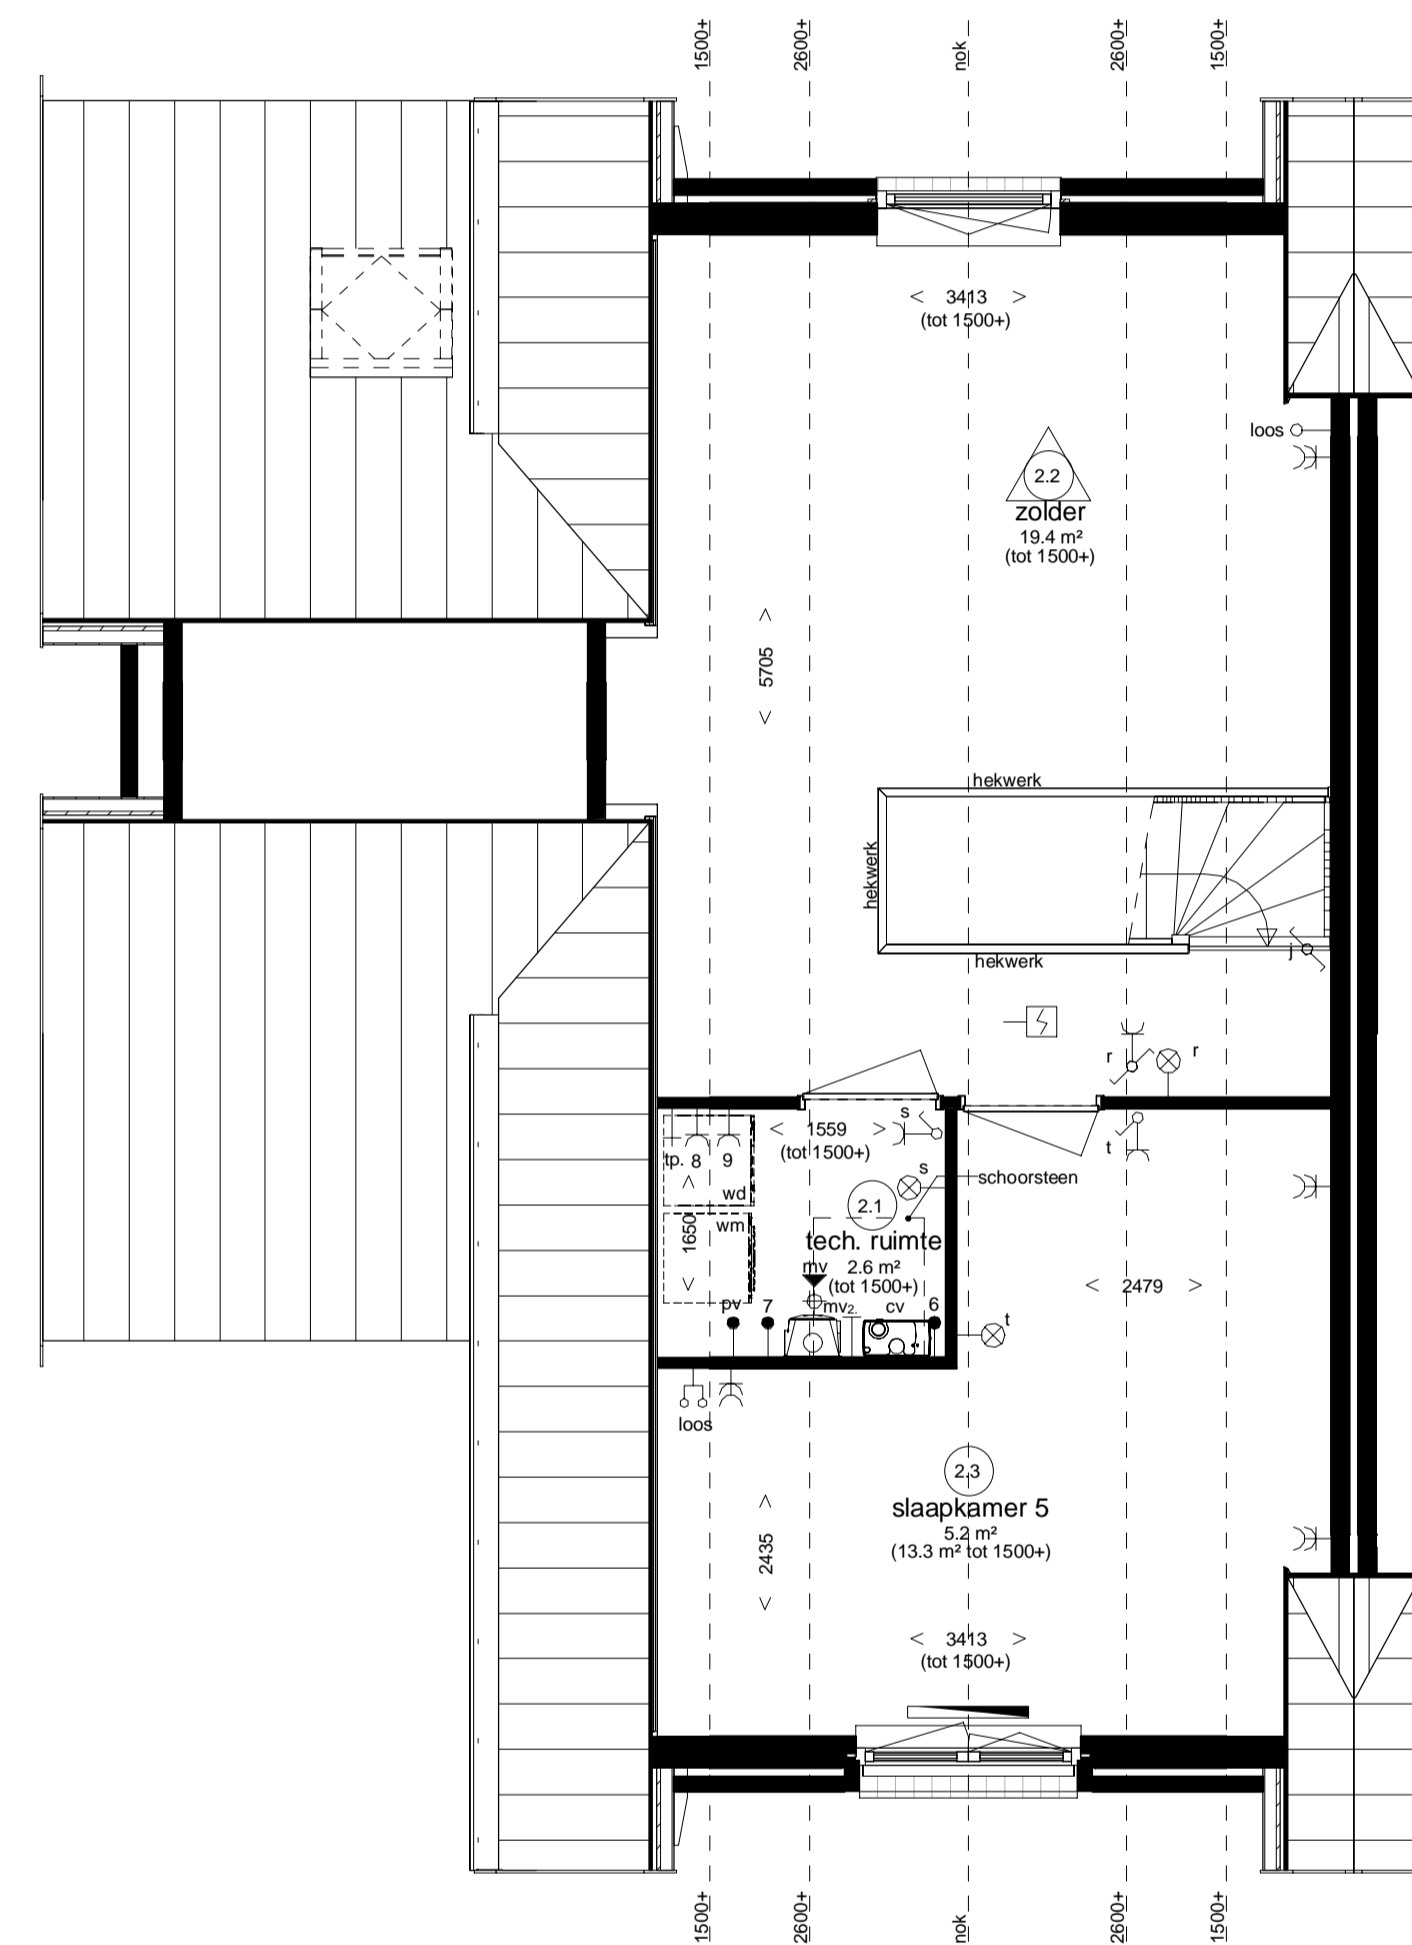 1500+
2600+
nok
2600+
1500+
3413
(tot 1500+)
loos
2.2
zolder
19.4 m²
(tot 1500+)
5705
hekwerk
hekwerk
hekwerk
j
r
r
s
1559
(tot 1500+)
t
tp. 8 9
s
schoorsteen
wd
2.1
wm
1650
tech. ruimte
mv 2.6 m²
(tot 1500+)
2479
pv 7 mv2. cv 6
t
loos
2.3
slaapkamer 5
5.2 m²
(13.3 m² tot 1500+)
2435
3413
(tot 1500+)
1500+
2600+
nok
2600+
1500+